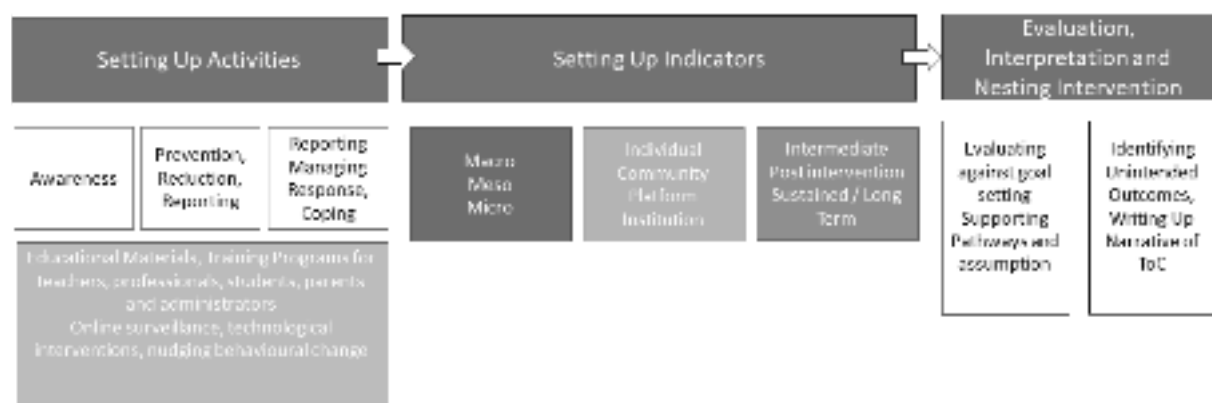 Setting Up Activities
Setting Up Indicators
Evaluation,
Interpretation and
Nesting Intervention
Awareness
Prevention,
Reduction,
Reporting
Reporting
Managing
Response,
Coping
Educational Materials, Training Programs for
teachers, professionals, students, parents
and administrators
Online surveillance, technological
interventions, nudging behavioural change
Macro
Meso
Micro
Individual
Community
Platform
Institution
Intermediate
Post intervention
Sustained / Long
Term
Evaluating
against goal
setting
Supporting
Pathways and
assumption
Identifying
Unintended
Outcomes,
Writing Up
Narrative of
ToC